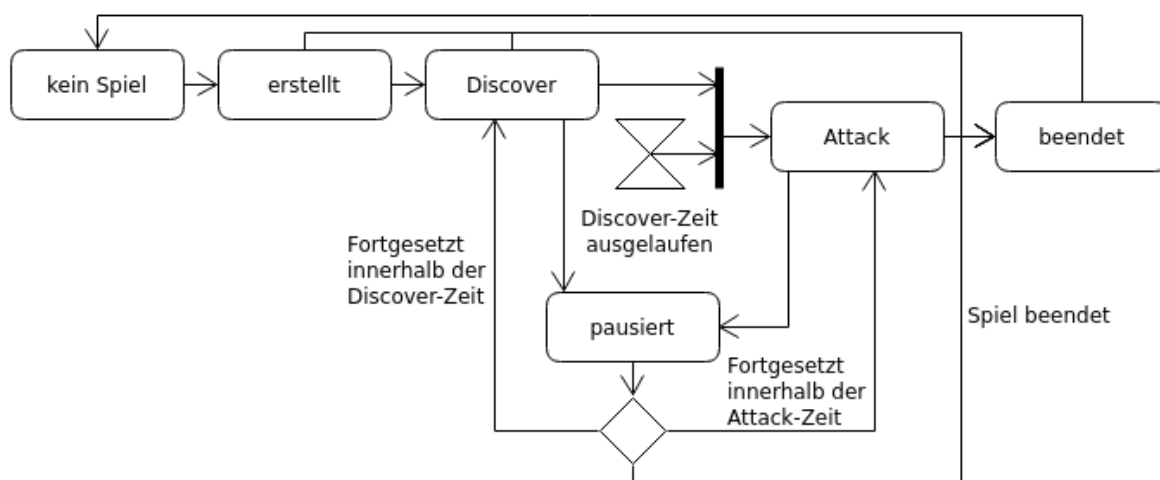 kein Spiel
erstellt
Discover
Attack
beendet
Discover-Zeit
ausgelaufen
Fortgesetzt
innerhalb der
Discover-Zeit
pausiert
Spiel beendet
Fortgesetzt
innerhalb der
Attack-Zeit